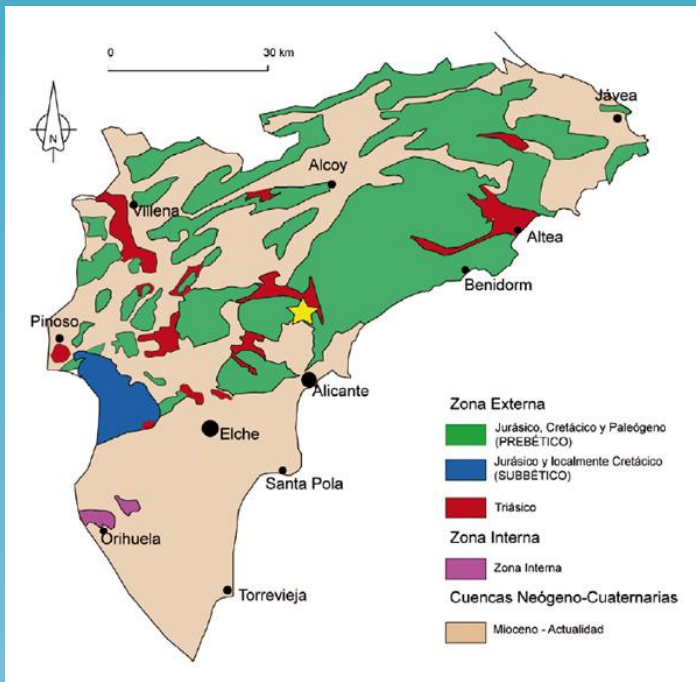 0 30 km
N
Jávea
Alcoy
Villena
Altea
Benidorm
Pinoso
Alicante
Elche
Santa Pola
Orihuela
Torrevieja
Zona Externa
Jurásico, Cretácico y Paleógeno
(PREBÉTICO)
Jurásico y localmente Cretácico
(SUBBÉTICO)
Triásico
Zona Interna
Zona Interna
Cuencas Neógeno-Cuaternarias
Mioceno - Actualidad